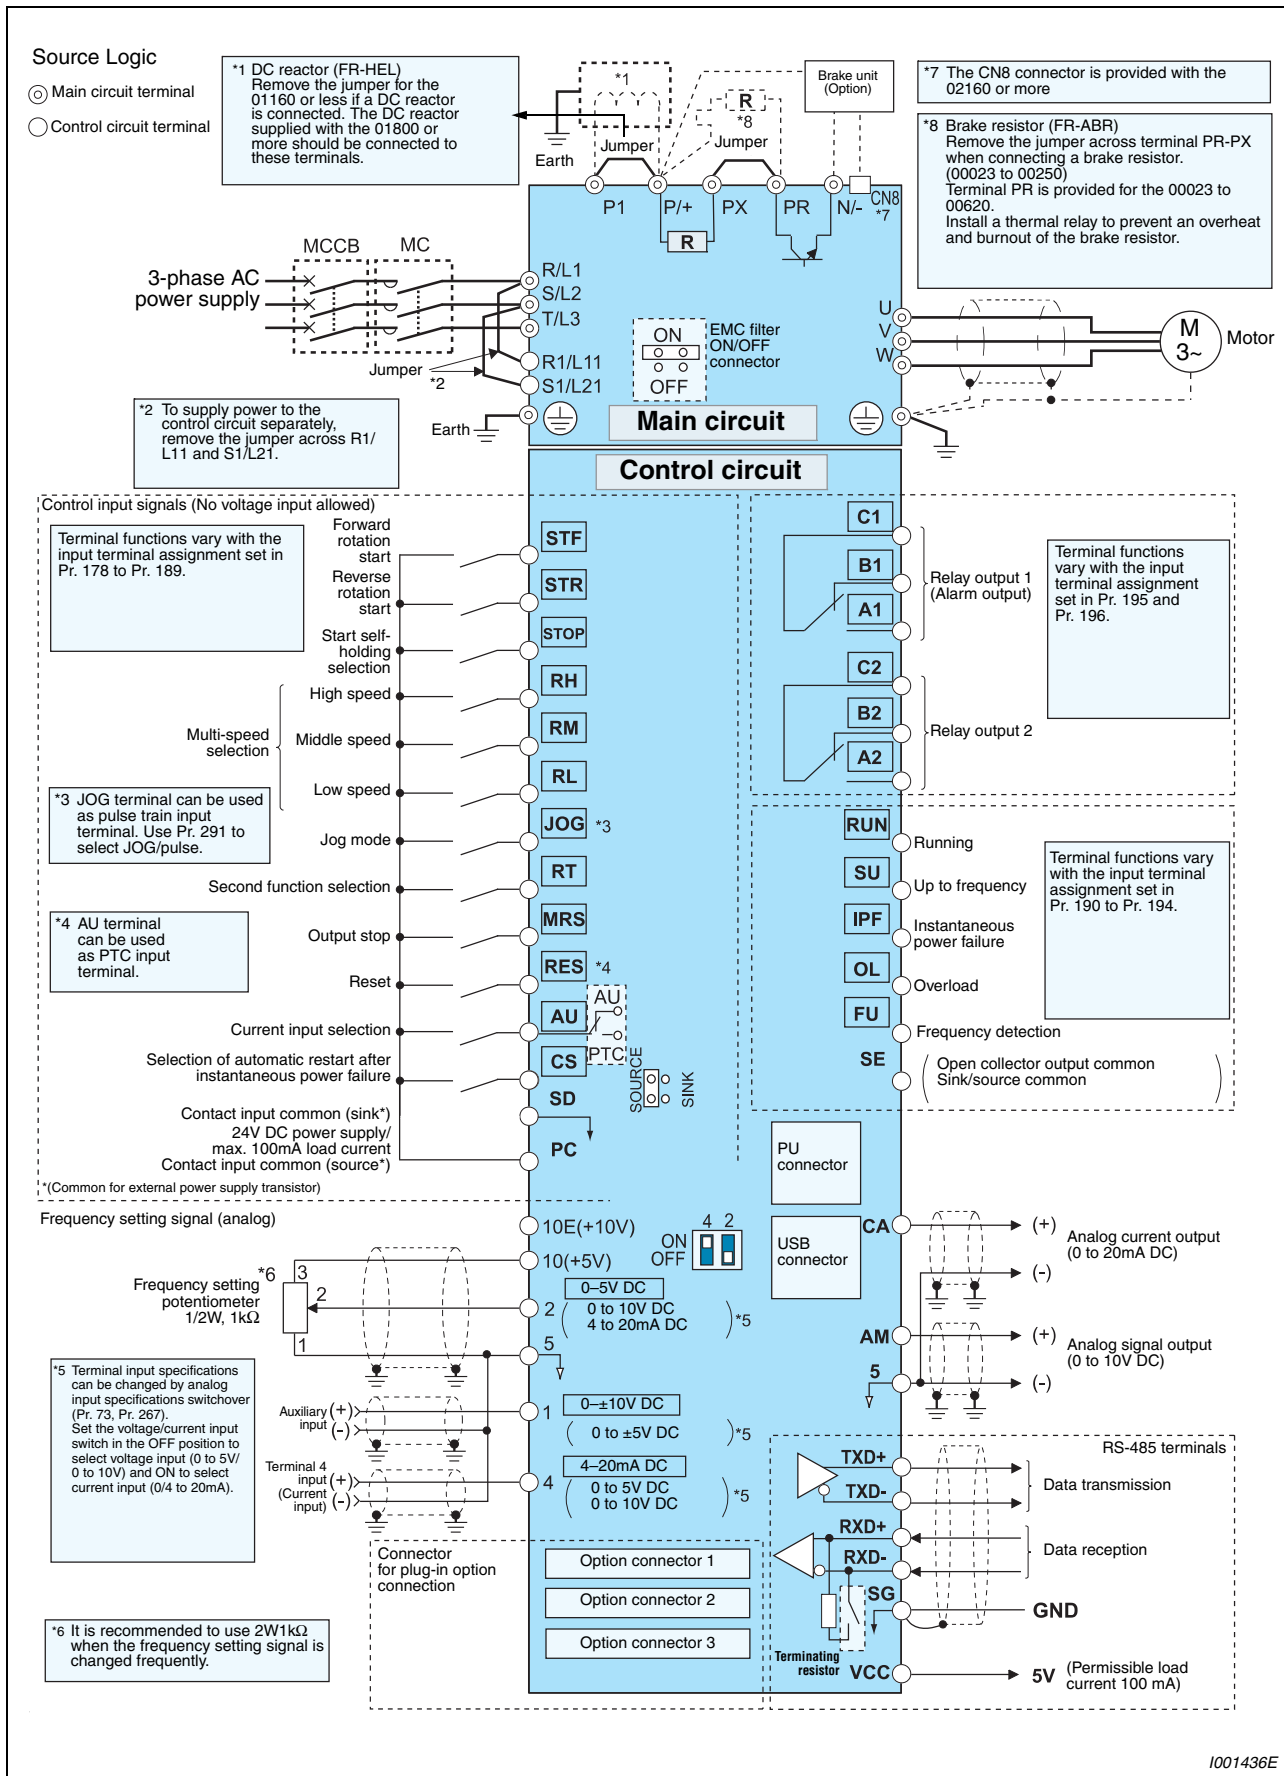 Source Logic
Main circuit terminal
Control circuit terminal
*1 DC reactor (FR-HEL)
Remove the jumper for the
01160 or less if a DC reactor
is connected. The DC reactor
supplied with the 01800 or
more should be connected to
these terminals.
*1
Earth
Jumper
R
*8
Jumper
Brake unit
(Option)
*7 The CN8 connector is provided with the
02160 or more
*8 Brake resistor (FR-ABR)
Remove the jumper across terminal PR-PX
when connecting a brake resistor.
(00023 to 00250)
Terminal PR is provided for the 00023 to
00620.
Install a thermal relay to prevent an overheat
and burnout of the brake resistor.
P1
P/+
PX
PR
N/-
CN8
*7
R
MCCB
MC
3-phase AC
power supply
R/L1
S/L2
T/L3
R1/L11
S1/L21
Jumper
*2
Earth
ON
OFF
EMC filter
ON/OFF
connector
U
V
W
M
3~
Motor
Main circuit
*2 To supply power to the
control circuit separately,
remove the jumper across R1/
L11 and S1/L21.
Control circuit
Control input signals (No voltage input allowed)
Terminal functions vary with the
input terminal assignment set in
Pr. 178 to Pr. 189.
Forward
rotation
start
STF
Reverse
rotation
start
STR
Start self-
holding
selection
STOP
Multi-speed
selection
High speed
RH
Middle speed
RM
Low speed
RL
*3 JOG terminal can be used
as pulse train input
terminal. Use Pr. 291 to
select JOG/pulse.
Jog mode
JOG
*3
Second function selection
RT
*4 AU terminal
can be used
as PTC input
terminal.
Output stop
MRS
Reset
RES
*4
Current input selection
AU
AU
PTC
Selection of automatic restart after
instantaneous power failure
CS
SOURCE
SINK
Contact input common (sink*)
SD
24V DC power supply/
max. 100mA load current
Contact input common (source*)
PC
*(Common for external power supply transistor)
C1
B1
A1
Relay output 1
(Alarm output)
C2
B2
A2
Relay output 2
Terminal functions
vary with the input
terminal assignment
set in Pr. 195 and
Pr. 196.
RUN
Running
SU
Up to frequency
IPF
Instantaneous
power failure
OL
Overload
FU
Frequency detection
SE
Open collector output common
Sink/source common
Terminal functions vary
with the input terminal
assignment set in
Pr. 190 to Pr. 194.
PU
connector
USB
connector
Frequency setting signal (analog)
10E(+10V)
10(+5V)
4 2
ON
OFF
*6
3
2
1
Frequency setting
potentiometer
1/2W, 1kΩ
2
0–5V DC
0 to 10V DC
4 to 20mA DC
*5
5
*5 Terminal input specifications
can be changed by analog
input specifications switchover
(Pr. 73, Pr. 267).
Set the voltage/current input
switch in the OFF position to
select voltage input (0 to 5V/
0 to 10V) and ON to select
current input (0/4 to 20mA).
Auxiliary
input
(+)
(-)
1
0–±10V DC
0 to ±5V DC
*5
Terminal 4
input
(Current
input)
(+)
(-)
4
4–20mA DC
0 to 5V DC
0 to 10V DC
*5
CA
(+)
(-)
Analog current output
(0 to 20mA DC)
AM
5
(+)
(-)
Analog signal output
(0 to 10V DC)
RS-485 terminals
TXD+
TXD-
Data transmission
RXD+
RXD-
Data reception
SG
GND
Terminating
resistor
VCC
5V
(Permissible load
current 100 mA)
Connector
for plug-in option
connection
Option connector 1
Option connector 2
Option connector 3
*6 It is recommended to use 2W1kΩ
when the frequency setting signal is
changed frequently.
I001436E